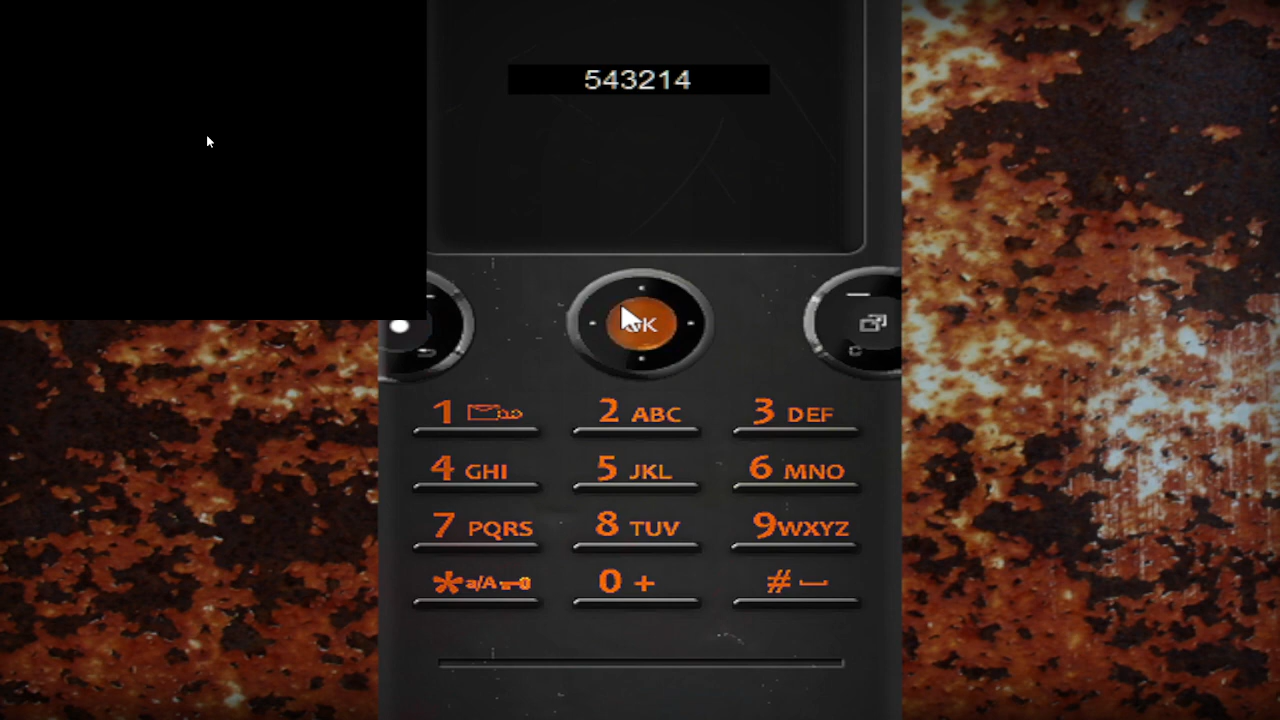 543214
OK
1
2 ABC
3 DEF
4 GHI
5 JKL
6 MNO
7 PQRS
8 TUV
9WXYZ
*a/A
0 +
#